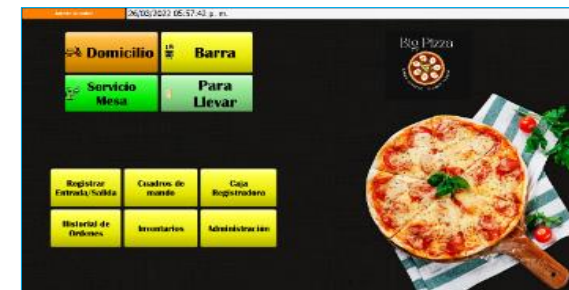 26/03/2022 05:57:42 p. m.
Domicilio
Barra
Servicio
Mesa
Para
Llevar
Big Pizza
Registrar
Entrada/Salida
Cuadros de
mando
Caja
Registradora
Historial de
Ordenes
Inventarios
Administración